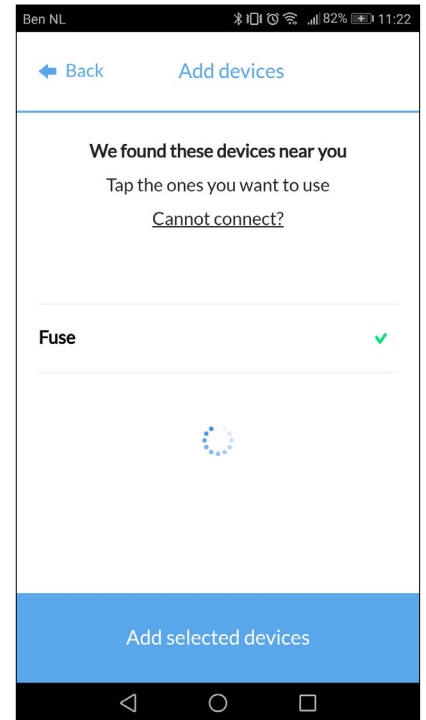 Ben NL 82% 11:22
Back Add devices
We found these devices near you
Tap the ones you want to use
Cannot connect?
Fuse
Add selected devices